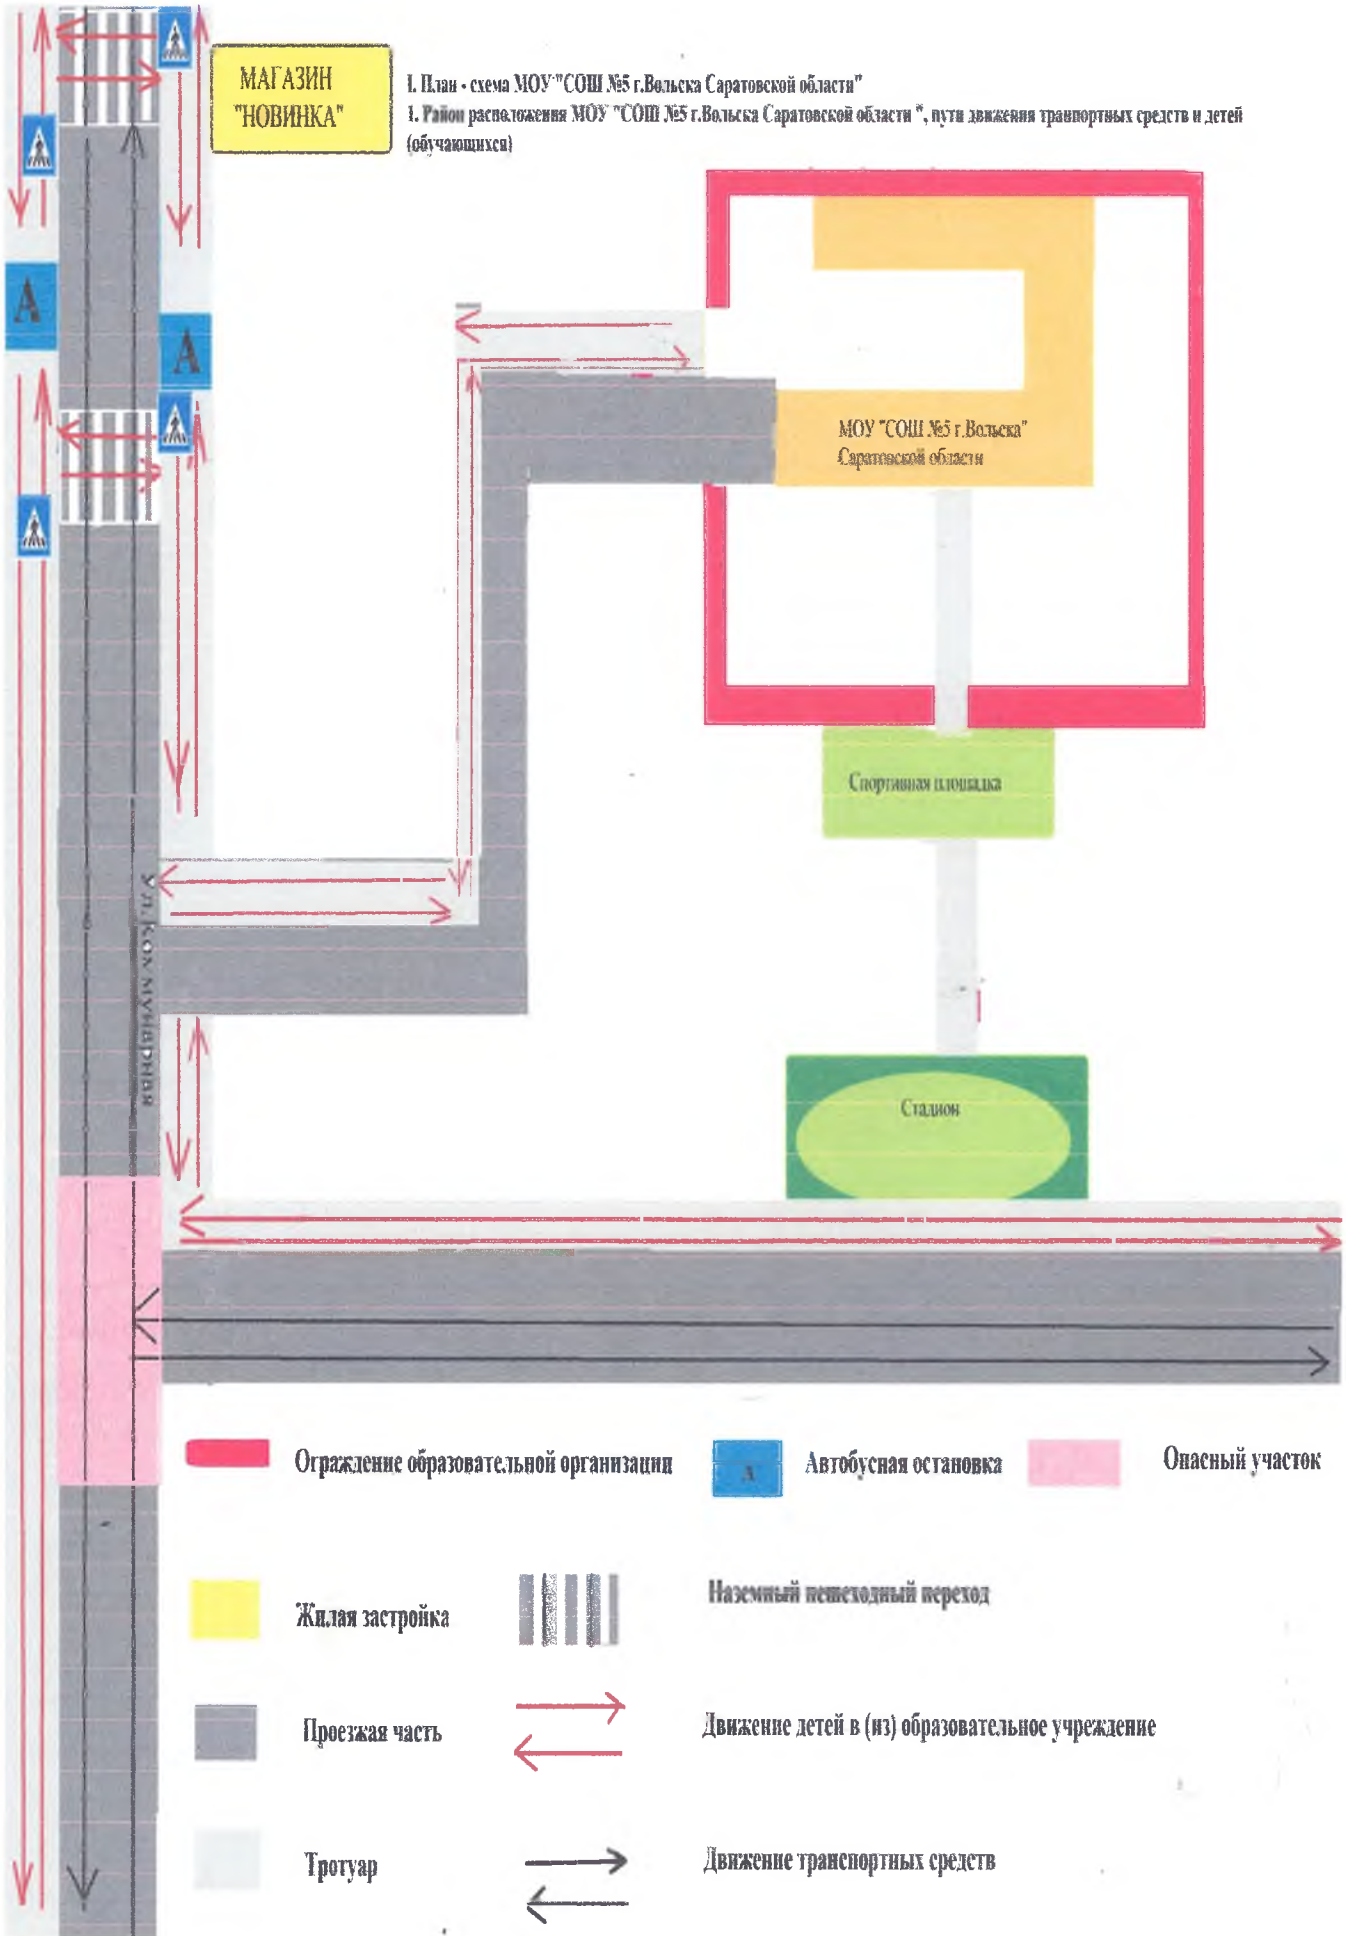 МАГАЗИН
"НОВИНКА"
I. План - схема МОУ "СОШ №5 г.Вольска Саратовской области"
1. Район расположения МОУ "СОШ №5 г.Вольска Саратовской области ", пути движения транпортных средств и детей
(обучающихся)
А
А
МОУ "СОШ №5 г.Вольска"
Саратовской области
Спортивная площадка
Ул.Коммунарная
Стадион
Ограждение образовательной организации
А
Автобусная остановка
Опасный участок
Жилая застройка
Наземный пешеходный переход
Проезжая часть
Движение детей в (из) образовательное учреждение
Тротуар
Движение транспортных средств